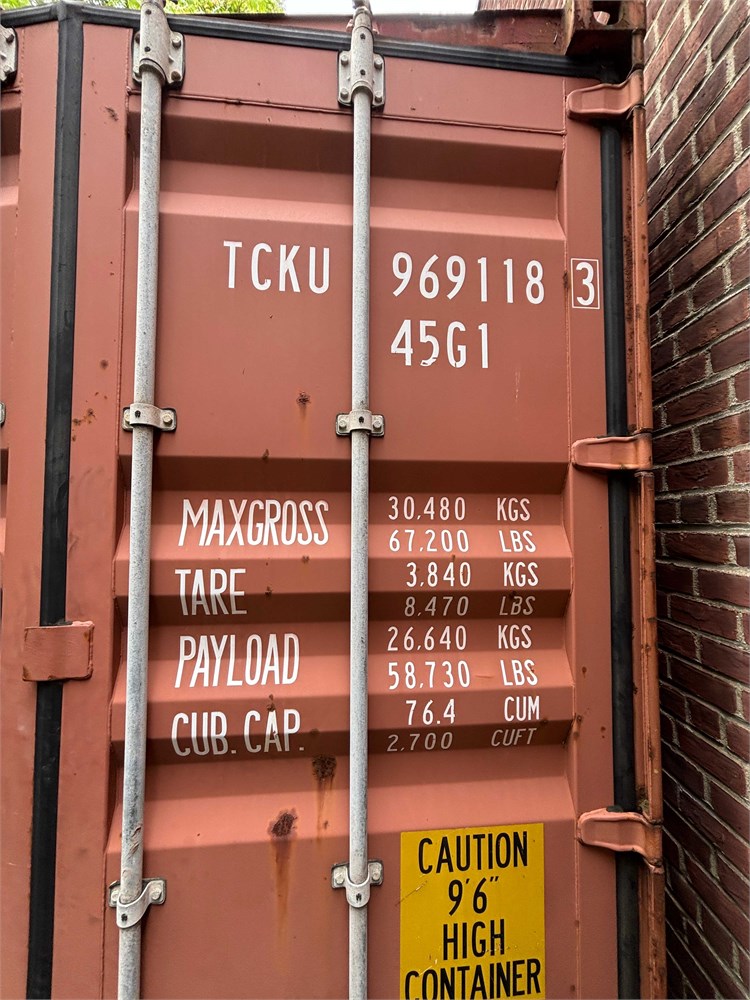 TCKU 969118 3
45G1
MAXGROSS 30,480 KGS
67,200 LBS
TARE 3,840 KGS
8,470 LBS
PAYLOAD 26,640 KGS
58,730 LBS
CUB. CAP. 76.4 CUM
2,700 CUFT
CAUTION
9'6"
HIGH
CONTAINER